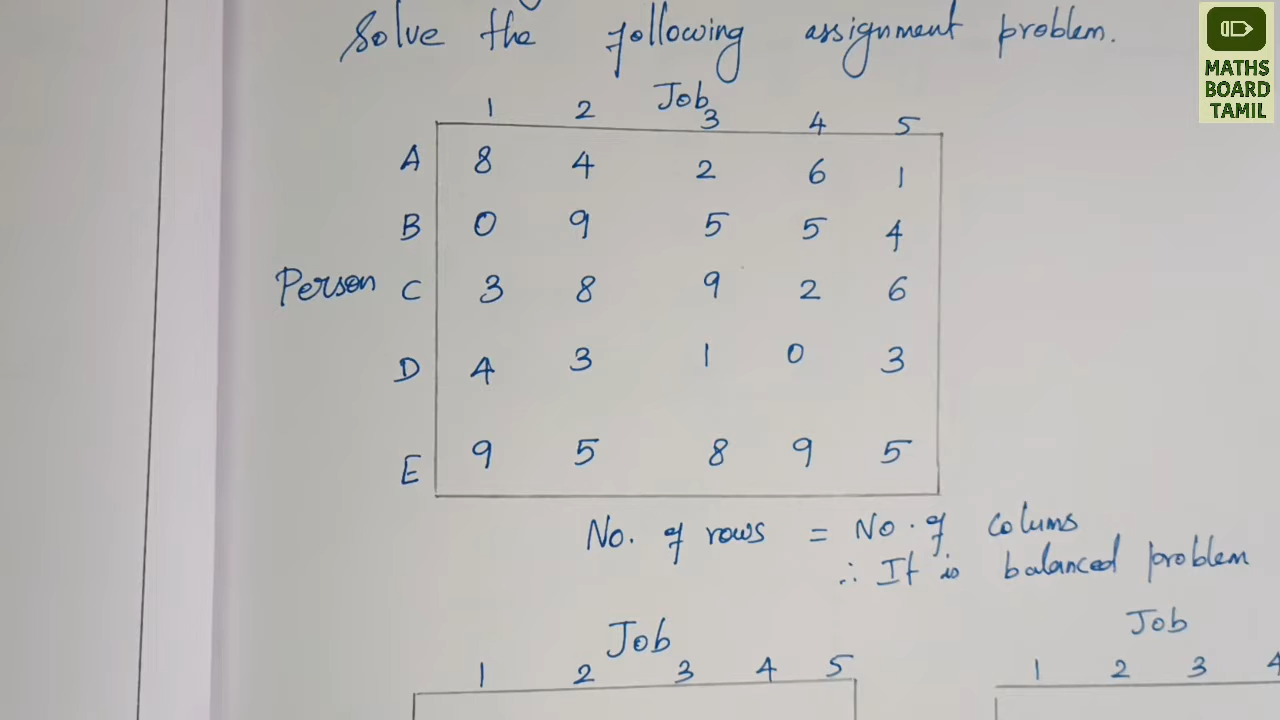 Solve the following assignment problem.
MATHS
BOARD
TAMIL
Job
1 2 3 4 5
A 8 4 2 6 1
B 0 9 5 5 4
Person C 3 8 9 2 6
D 4 3 1 0 3
E 9 5 8 9 5
No. of rows = No. of colums
∴ It is balanced problem
Job
1 2 3 4 5
Job
1 2 3 4